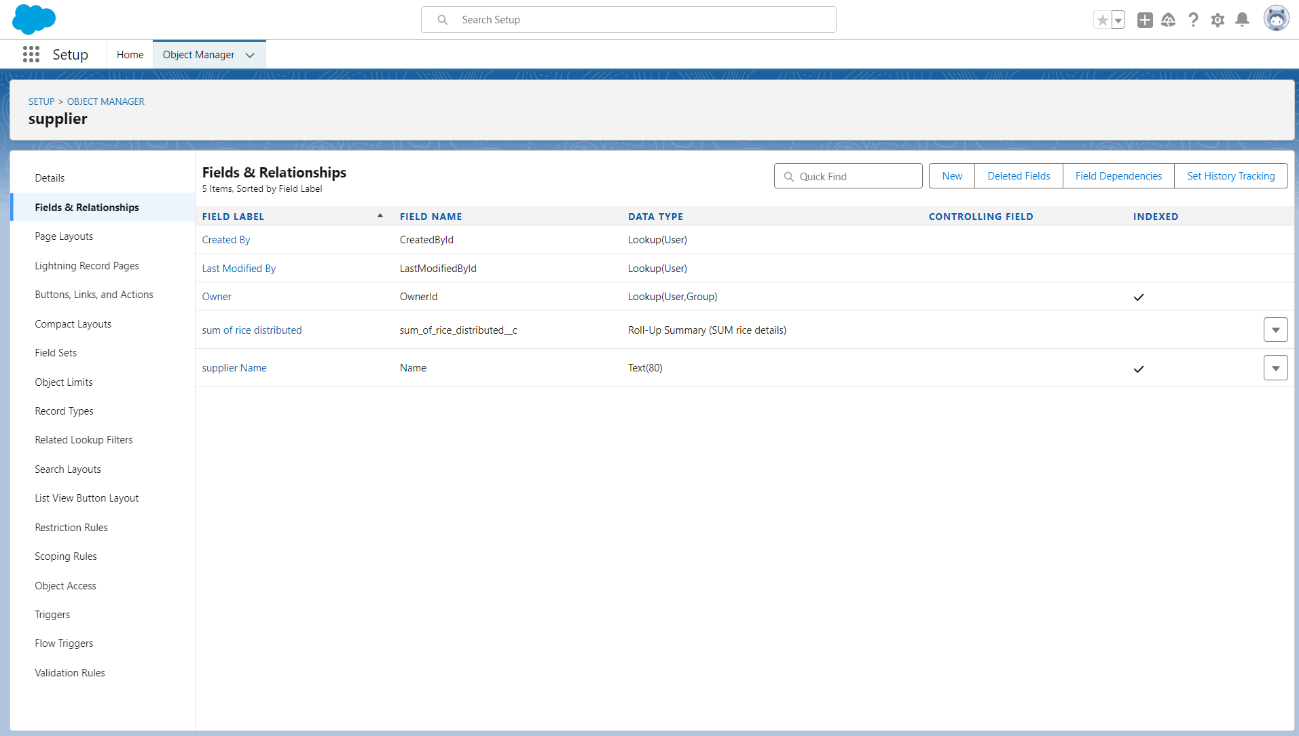 Search Setup
Setup
Home
Object Manager
SETUP > OBJECT MANAGER
supplier
Details
Fields & Relationships
Page Layouts
Lightning Record Pages
Buttons, Links, and Actions
Compact Layouts
Field Sets
Object Limits
Record Types
Related Lookup Filters
Search Layouts
List View Button Layout
Restriction Rules
Scoping Rules
Object Access
Triggers
Flow Triggers
Validation Rules
Fields & Relationships
5 Items, Sorted by Field Label
Quick Find
New
Deleted Fields
Field Dependencies
Set History Tracking
FIELD LABEL FIELD NAME DATA TYPE CONTROLLING FIELD INDEXED
Created By CreatedById Lookup(User)
Last Modified By LastModifiedById Lookup(User)
Owner OwnerId Lookup(User,Group)
sum of rice distributed sum_of_rice_distributed__c Roll-Up Summary (SUM rice details)
supplier Name Name Text(80)